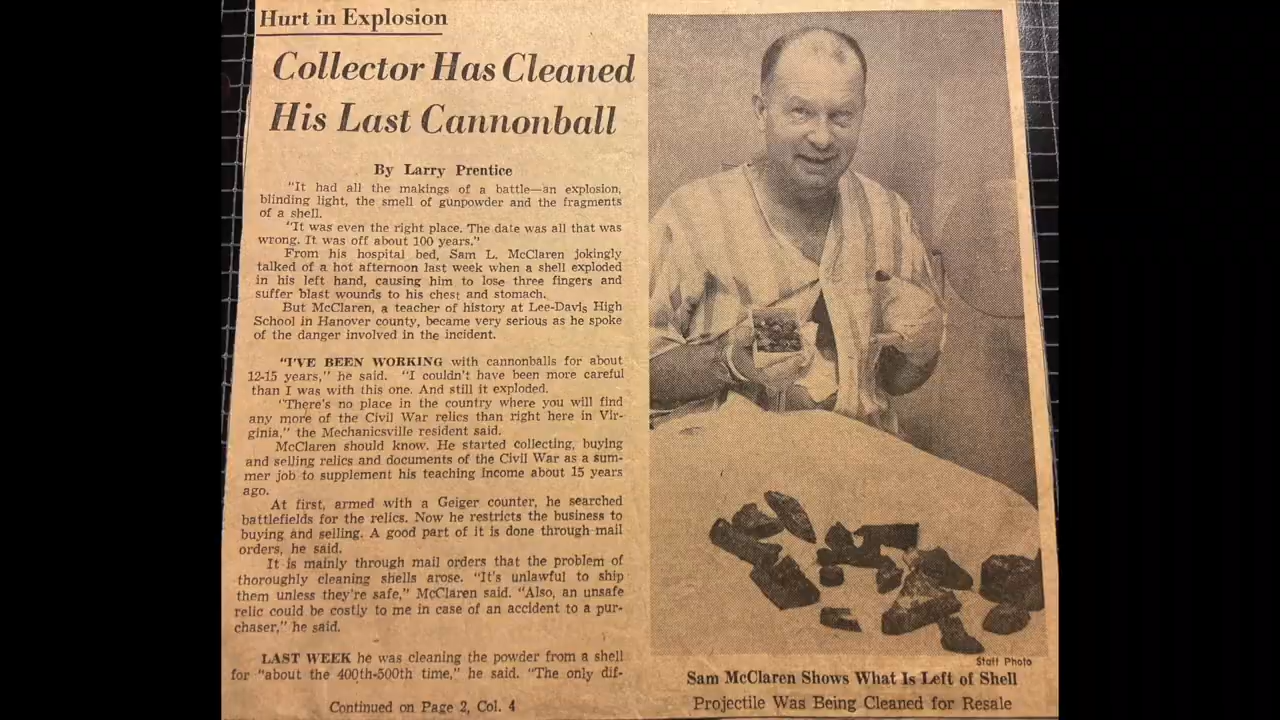 Hurt in Explosion
Collector Has Cleaned
His Last Cannonball
By Larry Prentice
"It had all the makings of a battle—an explosion,
blinding light, the smell of gunpowder and the fragments
of a shell.
"It was even the right place. The date was all that was
wrong. It was off about 100 years."
From his hospital bed, Sam L. McClaren jokingly
talked of a hot afternoon last week when a shell exploded
in his left hand, causing him to lose three fingers and
suffer blast wounds to his chest and stomach.
But McClaren, a teacher of history at Lee-Davis High
School in Hanover county, became very serious as he spoke
of the danger involved in the incident.
"I'VE BEEN WORKING with cannonballs for about
12-15 years," he said. "I couldn't have been more careful
than I was with this one. And still it exploded.
"There's no place in the country where you will find
any more of the Civil War relics than right here in Vir-
ginia," the Mechanicsville resident said.
McClaren should know. He started collecting, buying
and selling relics and documents of the Civil War as a sum-
mer job to supplement his teaching income about 15 years
ago.
At first, armed with a Geiger counter, he searched
battlefields for the relics. Now he restricts the business to
buying and selling. A good part of it is done through mail
orders, he said.
It is mainly through mail orders that the problem of
thoroughly cleaning shells arose. "It's unlawful to ship
them unless they're safe," McClaren said. "Also, an unsafe
relic could be costly to me in case of an accident to a pur-
chaser," he said.
LAST WEEK he was cleaning the powder from a shell
for "about the 400th-500th time," he said. "The only dif-
Continued on Page 2, Col. 4
Staff Photo
Sam McClaren Shows What Is Left of Shell
Projectile Was Being Cleaned for Resale